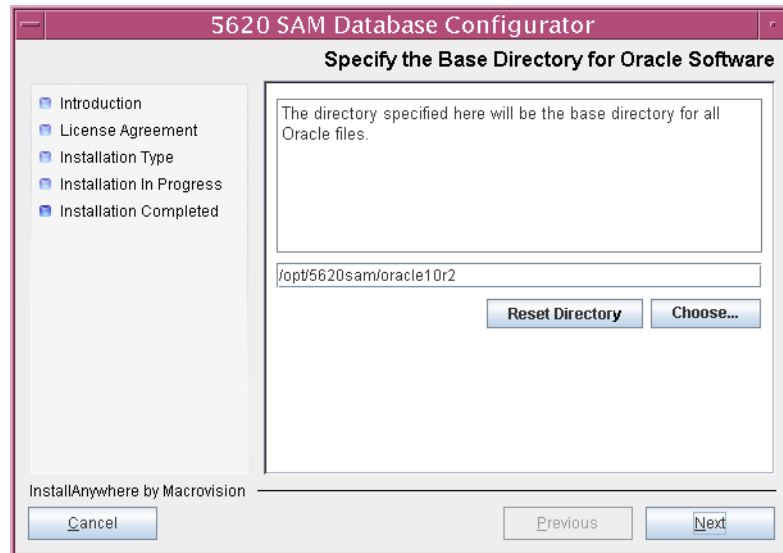 5620 SAM Database Configurator
Specify the Base Directory for Oracle Software
Introduction
License Agreement
Installation Type
Installation In Progress
Installation Completed
The directory specified here will be the base directory for all
Oracle files.
/opt/5620sam/oracle10r2
Reset Directory
Choose...
InstallAnywhere by Macrovision
Cancel
Previous
Next